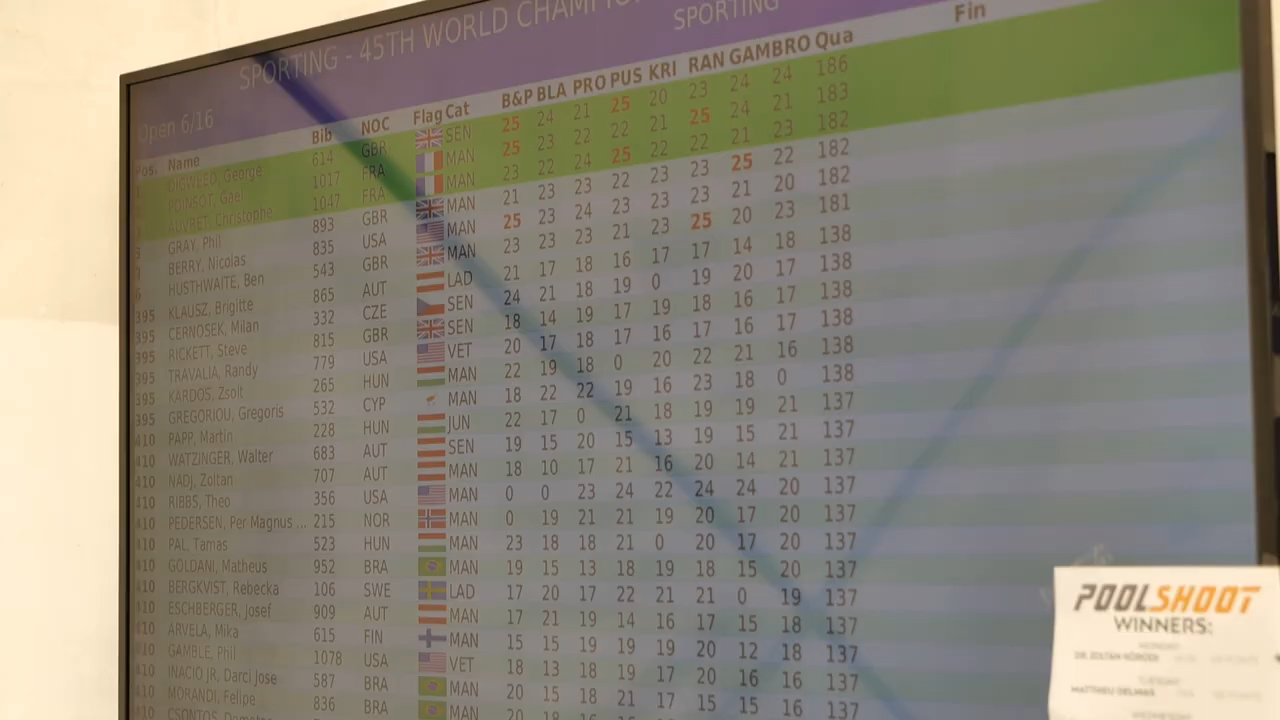 SPORTING - 45TH WORLD CHAMPIO
SPORTING
Open 6/16
Pos. Name Bib NOC Flag Cat B&P BLA PRO PUS KRI RAN GAM BRO Qua Fin
DIGWEED, George 614 GBR SEN 25 24 21 25 20 23 24 24 186
POINSOT, Gael 1017 FRA MAN 25 23 22 22 21 25 24 21 183
AUVRET, Christophe 1047 FRA MAN 23 22 24 25 22 22 21 23 182
GRAY, Phil 893 GBR MAN 21 23 23 22 23 23 25 22 182
BERRY, Nicolas 835 USA MAN 25 23 24 23 23 23 21 20 182
HUSTHWAITE, Ben 543 GBR MAN 23 23 23 21 23 25 20 23 181
395 KLAUSZ, Brigitte 865 AUT LAD 21 17 18 16 17 17 14 18 138
395 CERNOSEK, Milan 332 CZE SEN 24 21 18 19 0 19 20 17 138
395 RICKETT, Steve 815 GBR SEN 18 14 19 17 19 18 16 17 138
395 TRAVALIA, Randy 779 USA VET 20 17 18 17 16 17 16 17 138
395 KARDOS, Zsolt 265 HUN MAN 22 19 18 0 20 22 21 16 138
395 GREGORIOU, Gregoris 532 CYP MAN 18 22 22 19 16 23 18 0 138
410 PAPP, Martin 228 HUN JUN 22 17 0 21 18 19 19 21 137
410 WATZINGER, Walter 683 AUT SEN 19 15 20 15 13 19 15 21 137
410 NADJ, Zoltan 707 AUT MAN 18 10 17 21 16 20 14 21 137
410 RIBBS, Theo 356 USA MAN 0 0 23 24 22 24 24 20 137
410 PEDERSEN, Per Magnus ... 215 NOR MAN 0 19 21 21 19 20 17 20 137
410 PAL, Tamas 523 HUN MAN 23 18 18 21 0 20 17 20 137
410 GOLDANI, Matheus 952 BRA MAN 19 15 13 18 19 18 15 20 137
410 BERGKVIST, Rebecka 106 SWE LAD 17 20 17 22 21 21 0 19 137
410 ESCHBERGER, Josef 909 AUT MAN 17 21 19 14 16 17 15 18 137
410 ARVELA, Mika 615 FIN MAN 15 15 19 19 19 20 12 18 137
410 GAMBLE, Phil 1078 USA VET 18 13 18 19 17 20 16 16 137
410 INACIO JR, Darci Jose 587 BRA MAN 20 15 18 21 17 15 15 16 137
410 MORANDI, Felipe 836 BRA MAN 20 18
410 CSONTOS,
POOLSHOOT
WINNERS:
DR. ZOLTÁN
MATTHIEU DELMAS